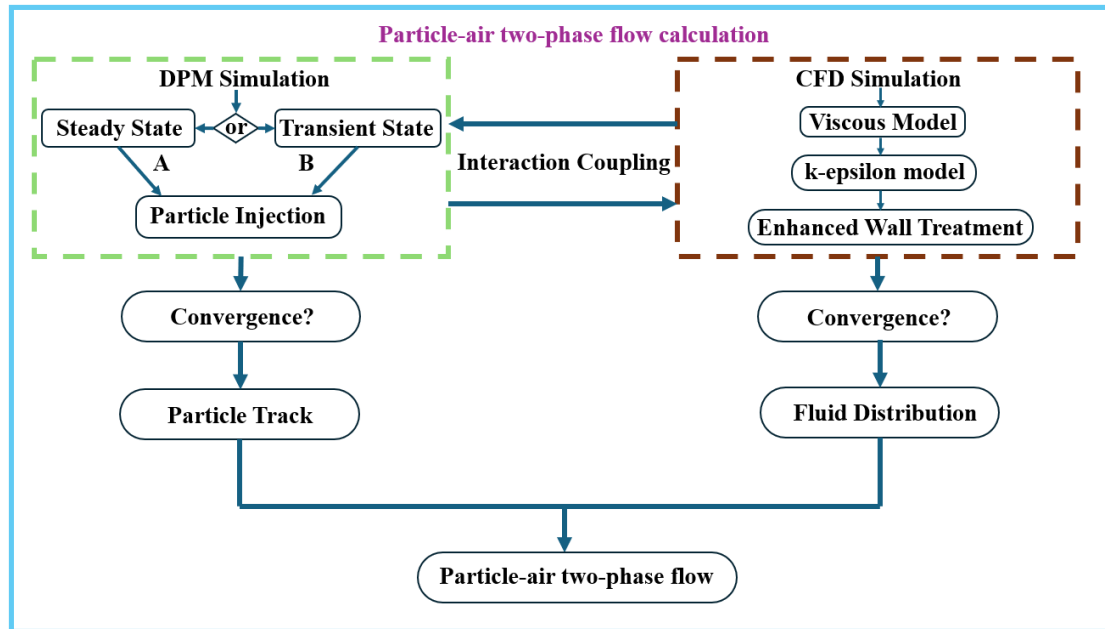 Particle-air two-phase flow calculation
DPM Simulation
Steady State
or
Transient State
A
B
Particle Injection
Interaction Coupling
CFD Simulation
Viscous Model
k-epsilon model
Enhanced Wall Treatment
Convergence?
Convergence?
Particle Track
Fluid Distribution
Particle-air two-phase flow